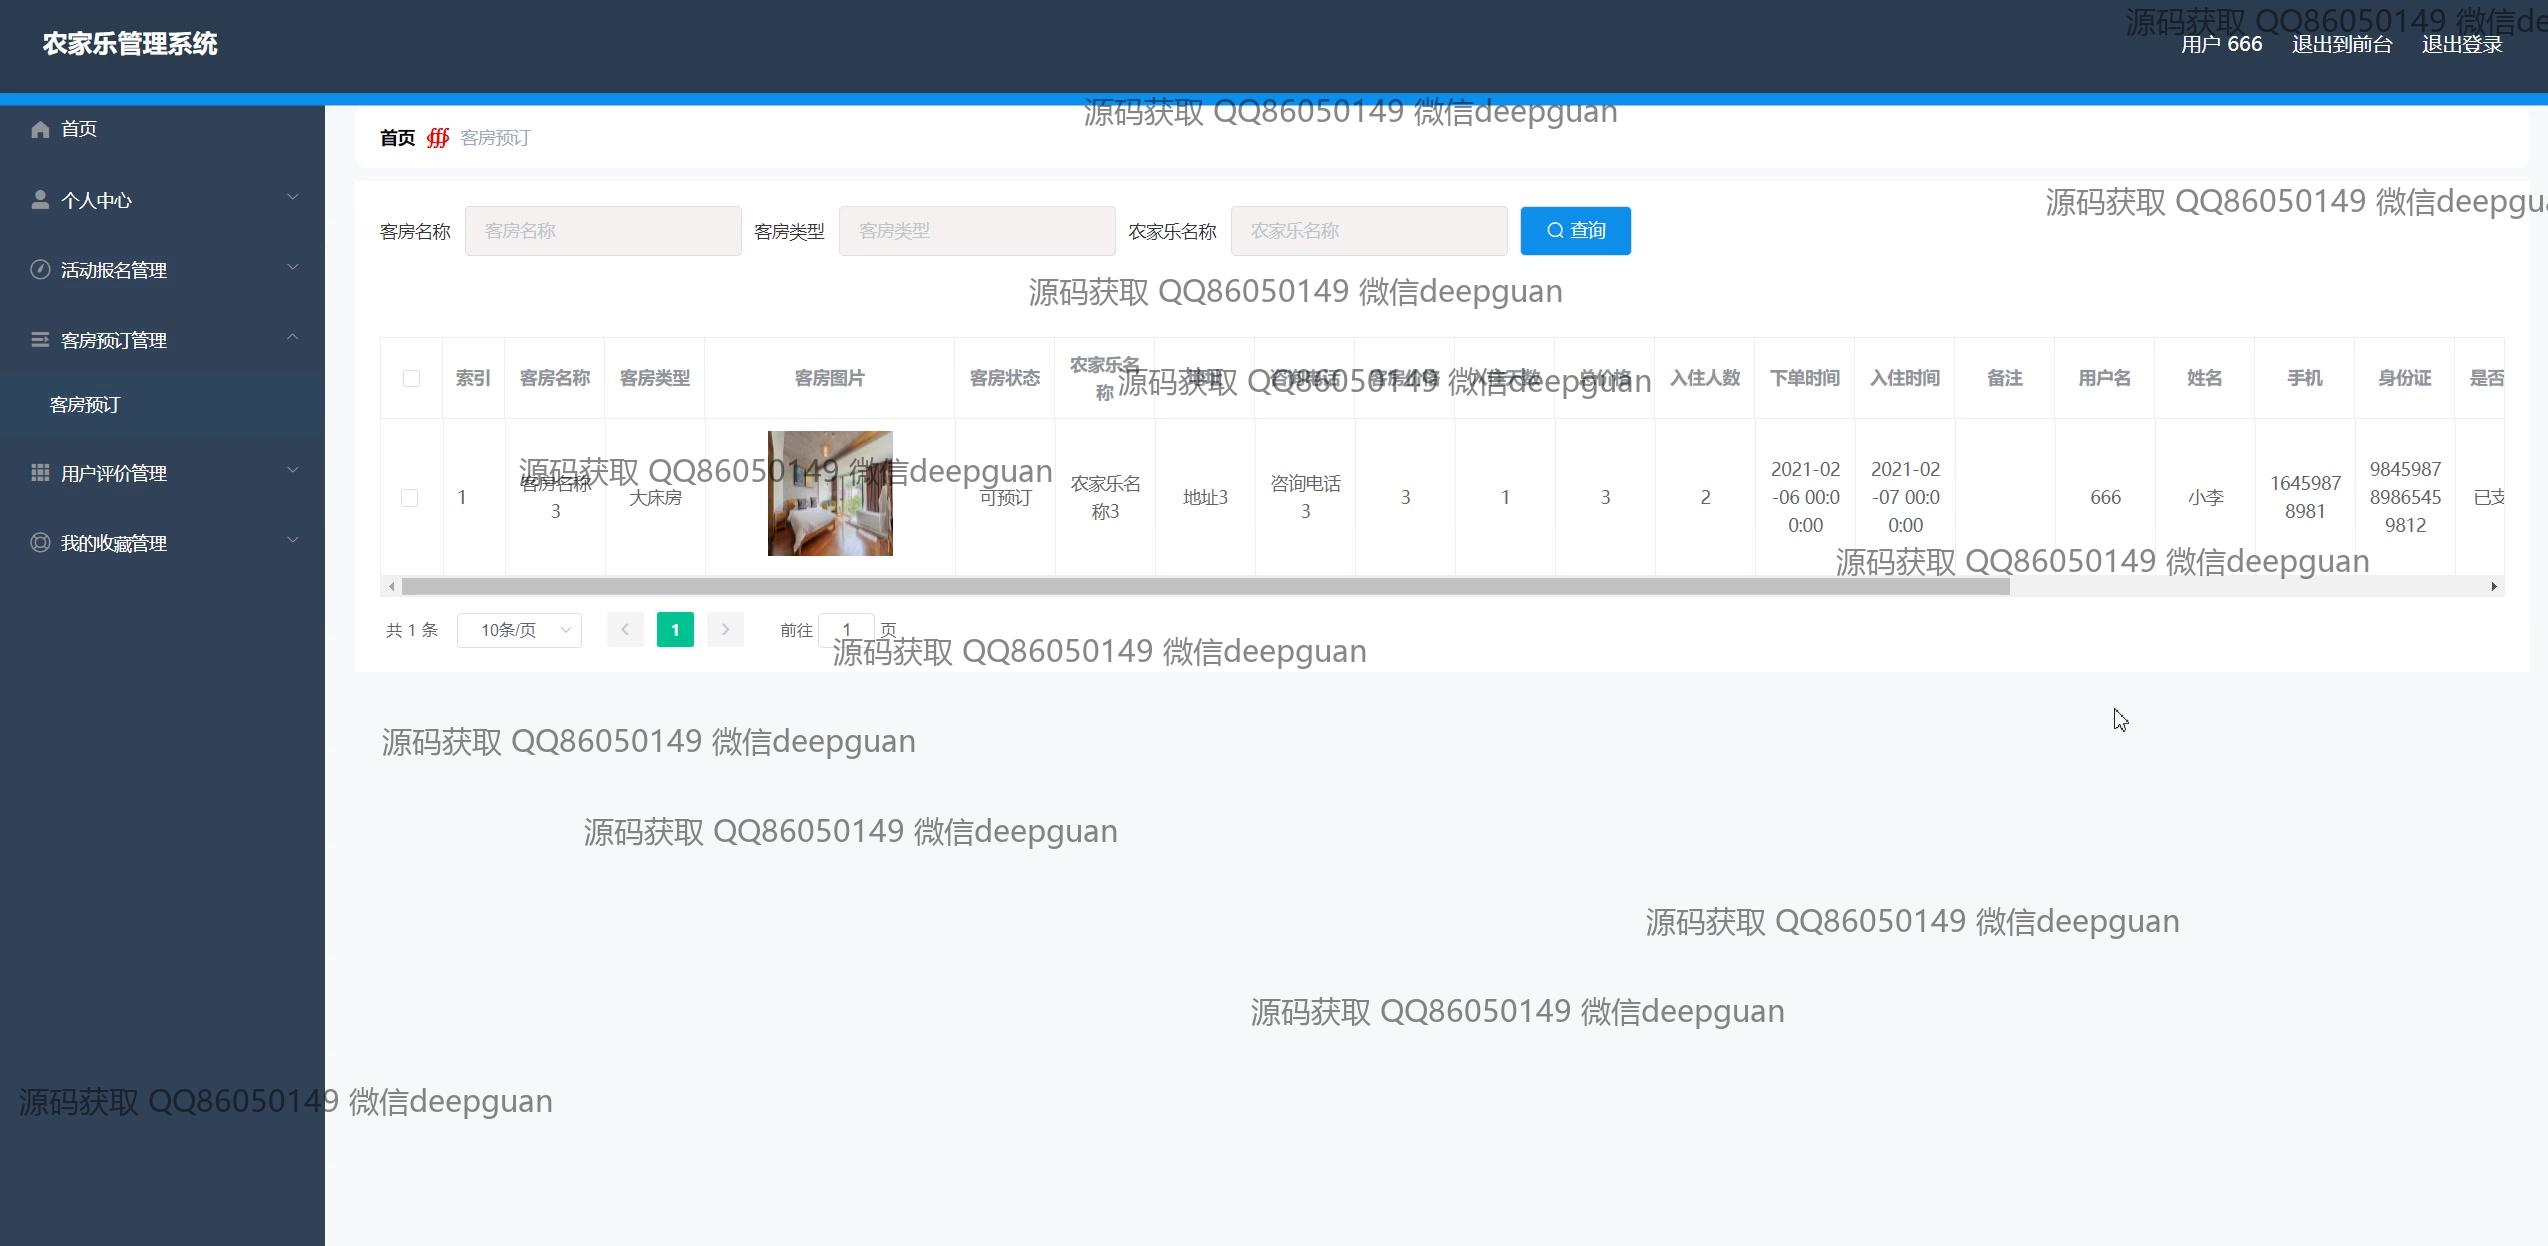 农家乐管理系统
用户 666 退出到前台 退出登录
源码获取 QQ86050149 微信de
首页
个人中心
活动报名管理
客房预订管理
客房预订
用户评价管理
我的收藏管理
源码获取 QQ86050149 微信deepguan
首页 客房预订
源码获取 QQ86050149 微信deepgu
客房名称 客房名称 客房类型 客房类型 农家乐名称 农家乐名称 查询
源码获取 QQ86050149 微信deepguan
索引 客房名称 客房类型 客房图片 客房状态 农家乐名称 地址 咨询电话 客房价格 入住天数 总价格 入住人数 下单时间 入住时间 备注 用户名 姓名 手机 身份证 是否
源码获取 QQ86050149 微信deepguan
1 客房名称3 大床房 可预订 农家乐名称3 地址3 咨询电话3 3 1 3 2 2021-02-06 00:00:00 2021-02-07 00:00:00 666 小李 16459878981 984598789865459812 已支
源码获取 QQ86050149 微信deepguan
源码获取 QQ86050149 微信deepguan
共 1 条 10条/页 1 前往 1 页
源码获取 QQ86050149 微信deepguan
源码获取 QQ86050149 微信deepguan
源码获取 QQ86050149 微信deepguan
源码获取 QQ86050149 微信deepguan
源码获取 QQ86050149 微信deepguan
源码获取 QQ86050149 微信deepguan